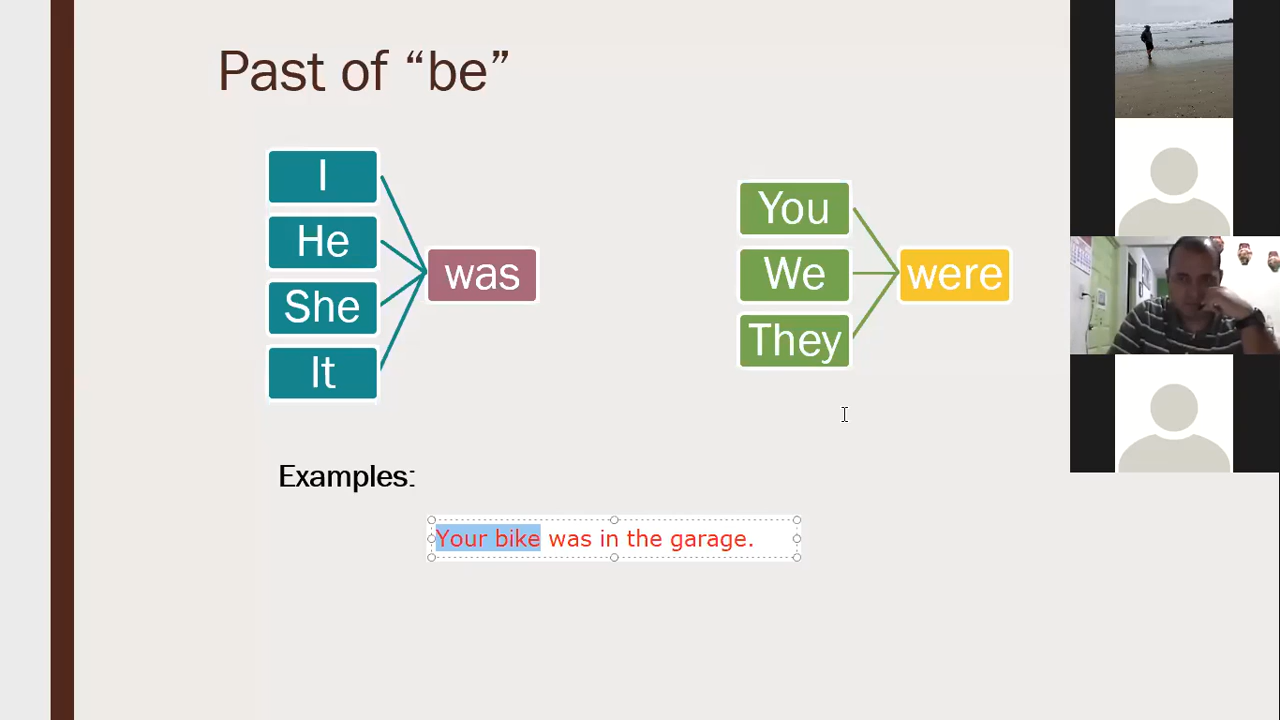 Past of “be”
I
He
She
It
was
You
We
They
were
Examples:
Your bike was in the garage.